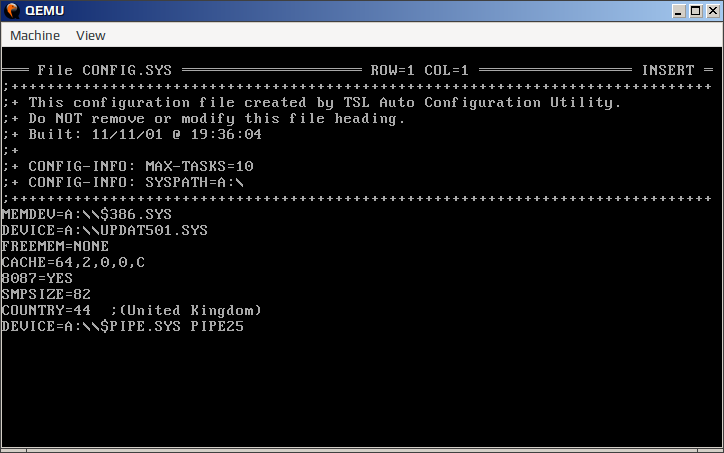 QEMU
Machine View
=== File CONFIG.SYS ==================== ROW=1 COL=1 ================= INSERT =
;++++++++++++++++++++++++++++++++++++++++++++++++++++++++++++++++++++++++++++++
;+ This configuration file created by TSL Auto Configuration Utility.
;+ Do NOT remove or modify this file heading.
;+ Built: 11/11/01 @ 19:36:04
;+
;+ CONFIG-INFO: MAX-TASKS=10
;+ CONFIG-INFO: SYSPATH=A:\
;++++++++++++++++++++++++++++++++++++++++++++++++++++++++++++++++++++++++++++++
MEMDEV=A:\\$386.SYS
DEVICE=A:\\UPDAT501.SYS
FREEMEM=NONE
CACHE=64,2,0,0,C
8087=YES
SMPSIZE=82
COUNTRY=44  ;(United Kingdom)
DEVICE=A:\\$PIPE.SYS PIPE25